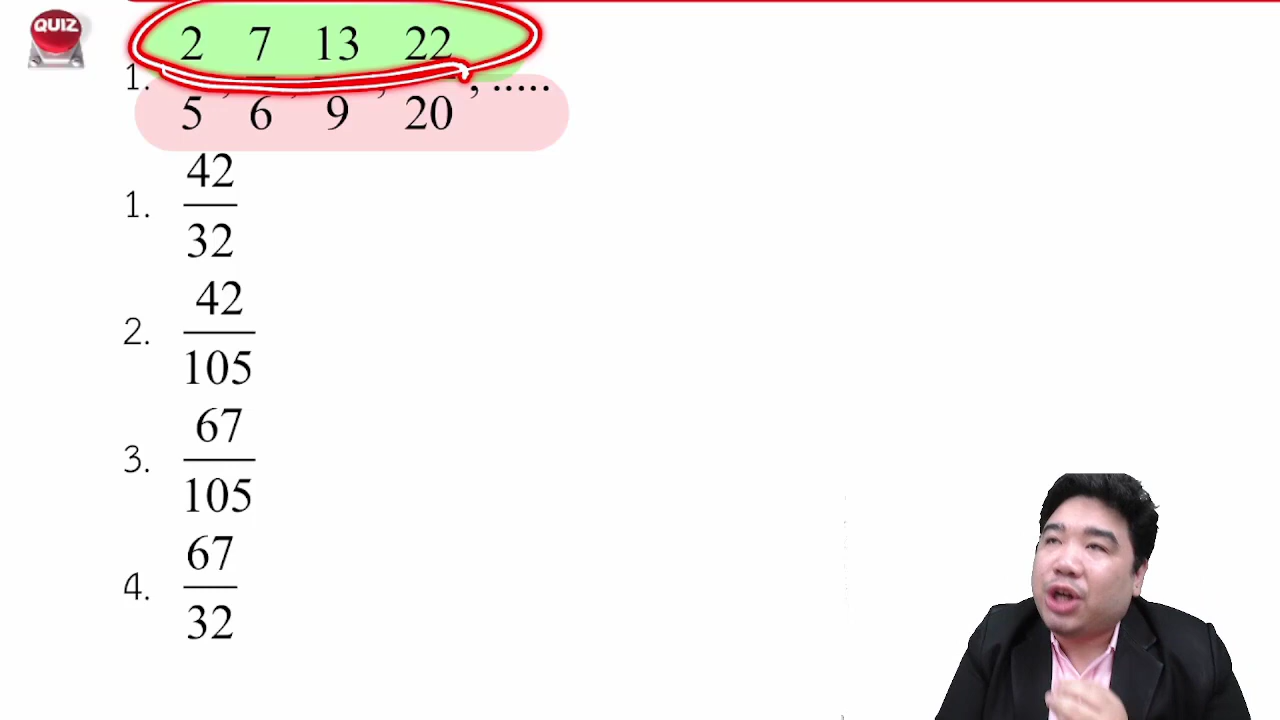 QUIZ
1. 2/5 , 7/6 , 13/9 , 22/20 , .....
1. 42/32
2. 42/105
3. 67/105
4. 67/32